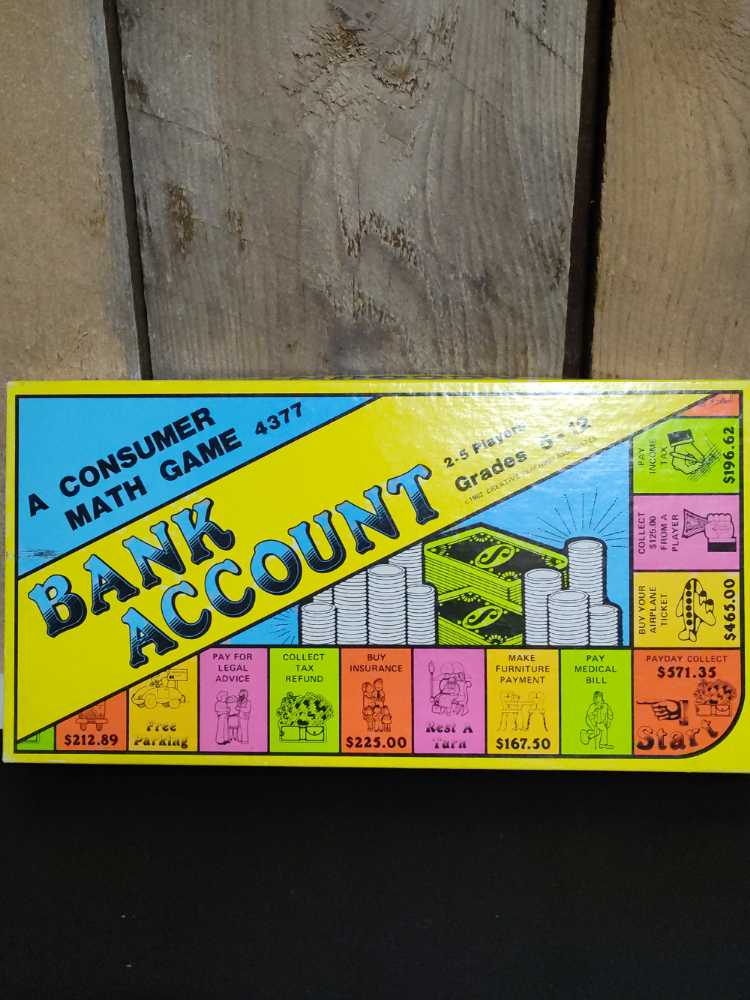 A CONSUMER
MATH GAME 4377
BANK
ACCOUNT
2-5 Players
Grades 5-12
PAY
INCOME
TAX
$196.62
COLLECT
$125.00
FROM A
PLAYER
BUY YOUR
AIRPLANE
TICKET
$465.00
$212.89
Free
Parking
PAY FOR
LEGAL
ADVICE
COLLECT
TAX
REFUND
BUY
INSURANCE
$225.00
Rest A
Turn
MAKE
FURNITURE
PAYMENT
$167.50
PAY
MEDICAL
BILL
PAYDAY COLLECT
$571.35
Start